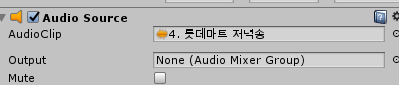 Audio Source
AudioClip 4. 롯데마트 저녁송
Output None (Audio Mixer Group)
Mute